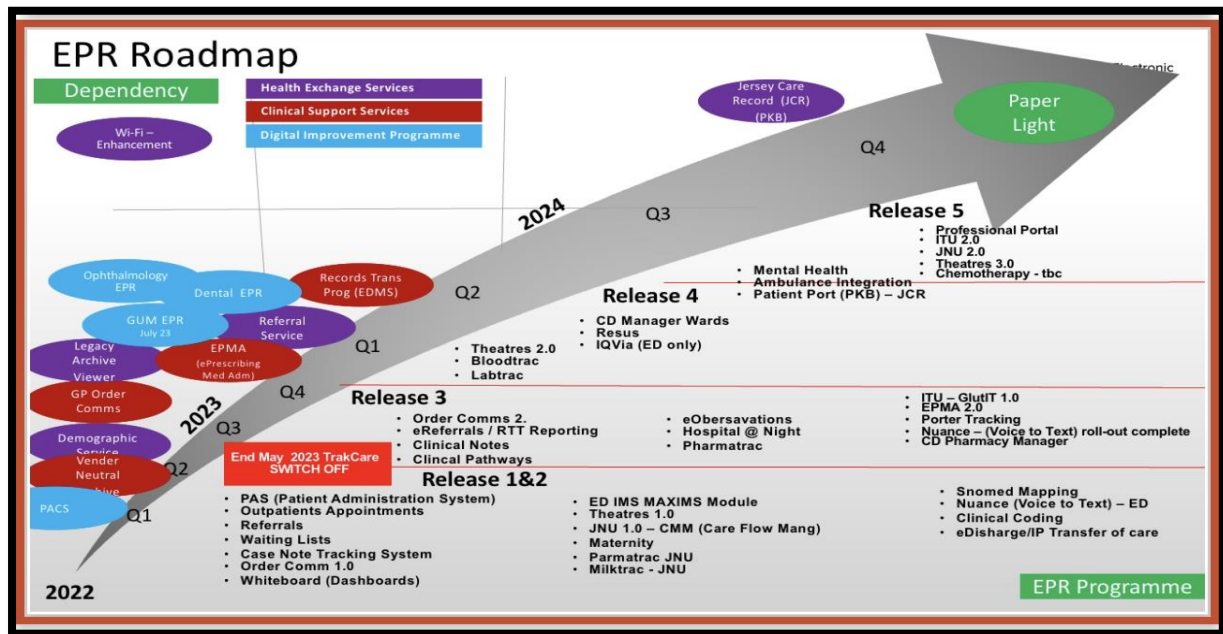 EPR Roadmap
Dependency
Health Exchange Services
Clinical Support Services
Digital Improvement Programme
Wi-Fi –
Enhancement
Jersey Care
Record (JCR)
(PKB)
Electronic
Paper
Light
Q4
Q3
2024
Release 5
• Professional Portal
• ITU 2.0
• JNU 2.0
• Theatres 3.0
• Chemotherapy - tbc
• Mental Health
• Ambulance Integration
• Patient Port (PKB) – JCR
Ophthalmology
EPR
Dental EPR
Records Trans
Prog (EDMS)
Q2
Release 4
• CD Manager Wards
• Resus
• IQVia (ED only)
GUM EPR
July 23
Referral
Service
Q1
• Theatres 2.0
• Bloodtrac
• Labtrac
Legacy
Archive
Viewer
EPMA
(ePrescribing
Med Adm)
Q4
GP Order
Comms
2023
Q3
Release 3
• Order Comms 2.
• eReferrals / RTT Reporting
• Clinical Notes
• Clincal Pathways
• eObersavations
• Hospital @ Night
• Pharmatrac
• ITU – GlutIT 1.0
• EPMA 2.0
• Porter Tracking
• Nuance – (Voice to Text) roll-out complete
• CD Pharmacy Manager
Demographic
Service
Vender
Neutral
Q2
End May 2023 TrakCare
SWITCH OFF
Release 1&2
PACS
Q1
• PAS (Patient Administration System)
• Outpatients Appointments
• Referrals
• Waiting Lists
• Case Note Tracking System
• Order Comm 1.0
• Whiteboard (Dashboards)
• ED IMS MAXIMS Module
• Theatres 1.0
• JNU 1.0 – CMM (Care Flow Mang)
• Maternity
• Parmatrac JNU
• Milktrac - JNU
• Snomed Mapping
• Nuance (Voice to Text) – ED
• Clinical Coding
• eDisharge/IP Transfer of care
2022
EPR Programme